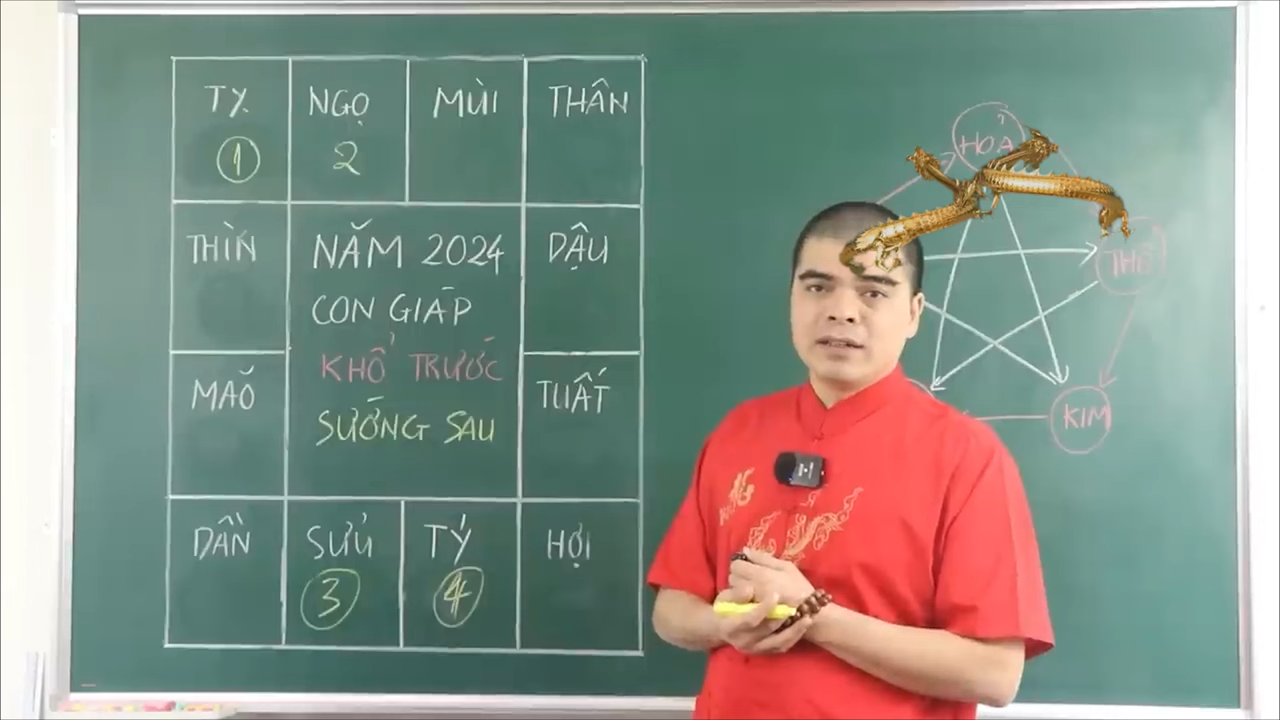 TỴ NGỌ MÙI THÂN
① 2
THÌN NĂM 2024 DẬU
CON GIÁP
MAÕ KHỔ TRƯỚC TUẤT
SƯỚNG SAU
DẦN SỬU TÝ HỢI
③ ④
HOẢ
THỔ
KIM